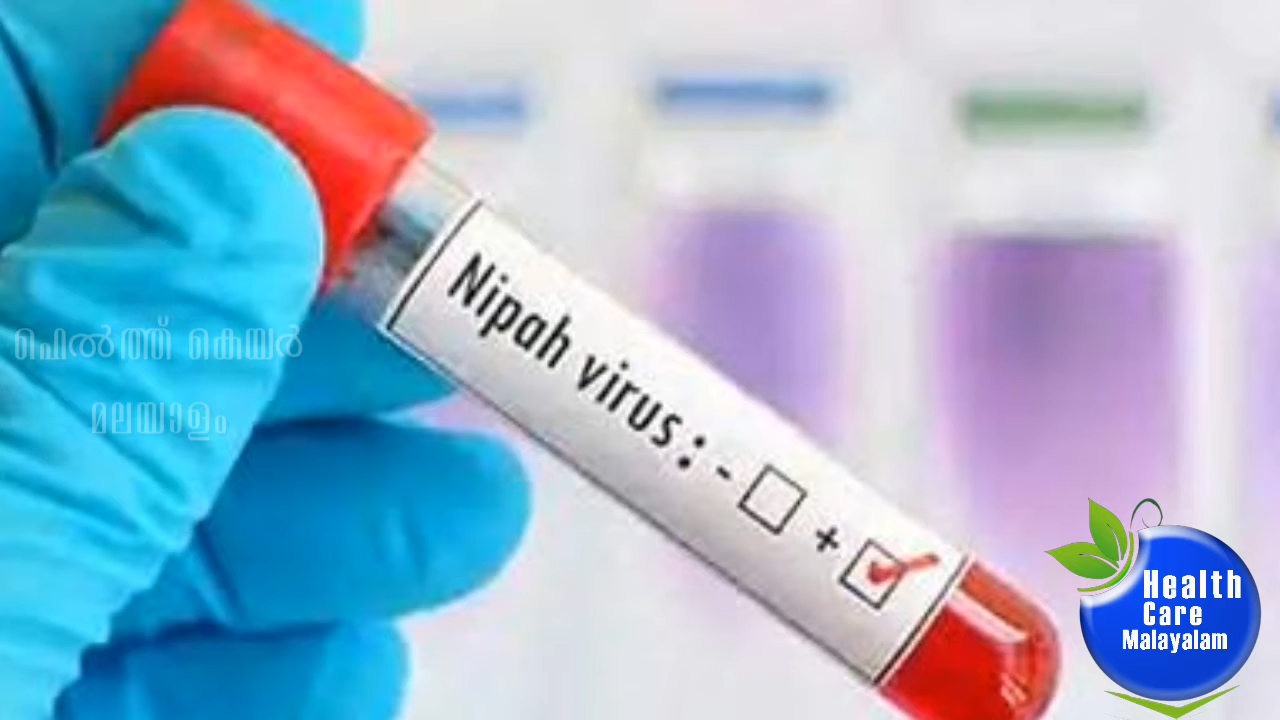 Nipah virus : - ☐ + ☑
ഹെൽത്ത് കെയർ
മലയാളം
Health
Care
Malayalam